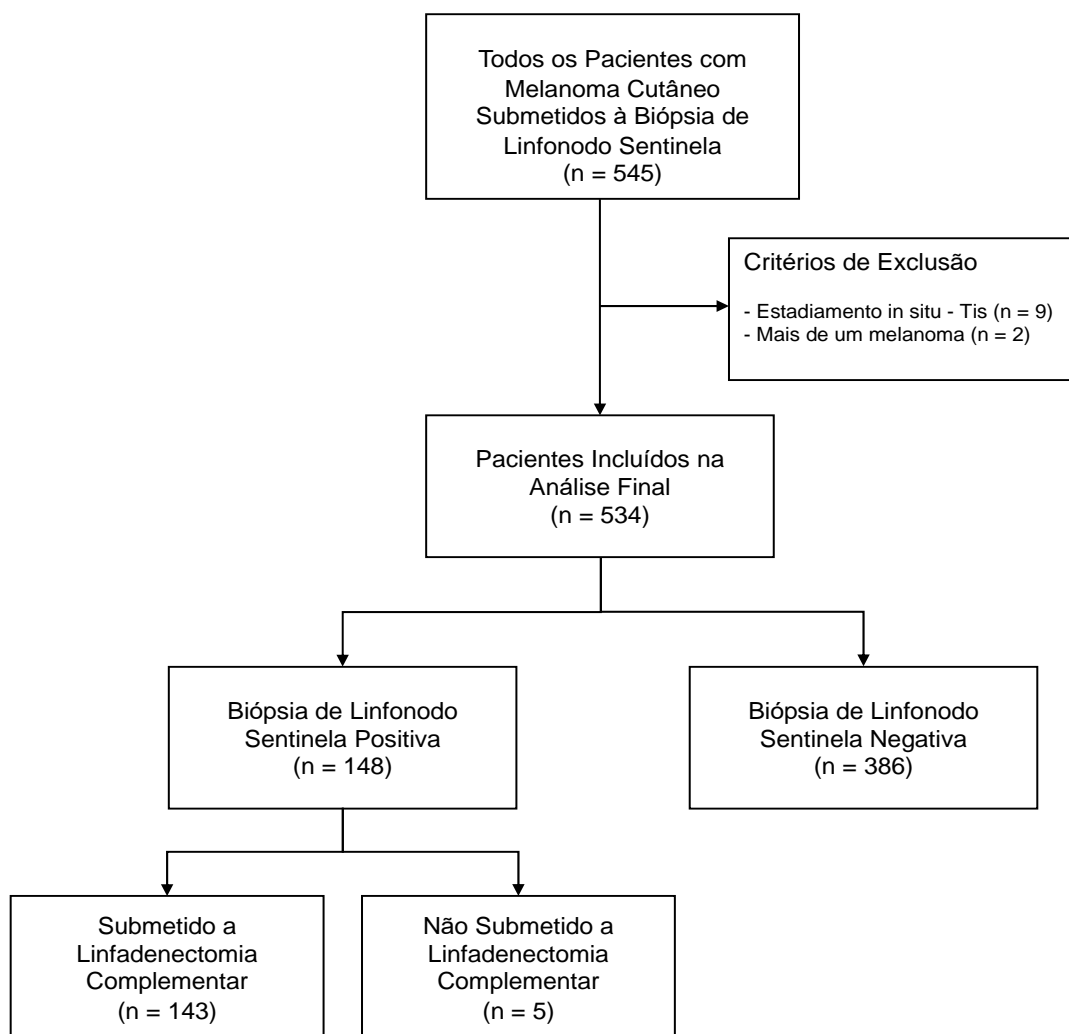 Todos os Pacientes com
Melanoma Cutâneo
Submetidos à Biópsia de
Linfonodo Sentinela
(n = 545)
Critérios de Exclusão
- Estadiamento in situ - Tis (n = 9)
- Mais de um melanoma (n = 2)
Pacientes Incluídos na
Análise Final
(n = 534)
Biópsia de Linfonodo
Sentinela Positiva
(n = 148)
Biópsia de Linfonodo
Sentinela Negativa
(n = 386)
Submetido a
Linfadenectomia
Complementar
(n = 143)
Não Submetido a
Linfadenectomia
Complementar
(n = 5)